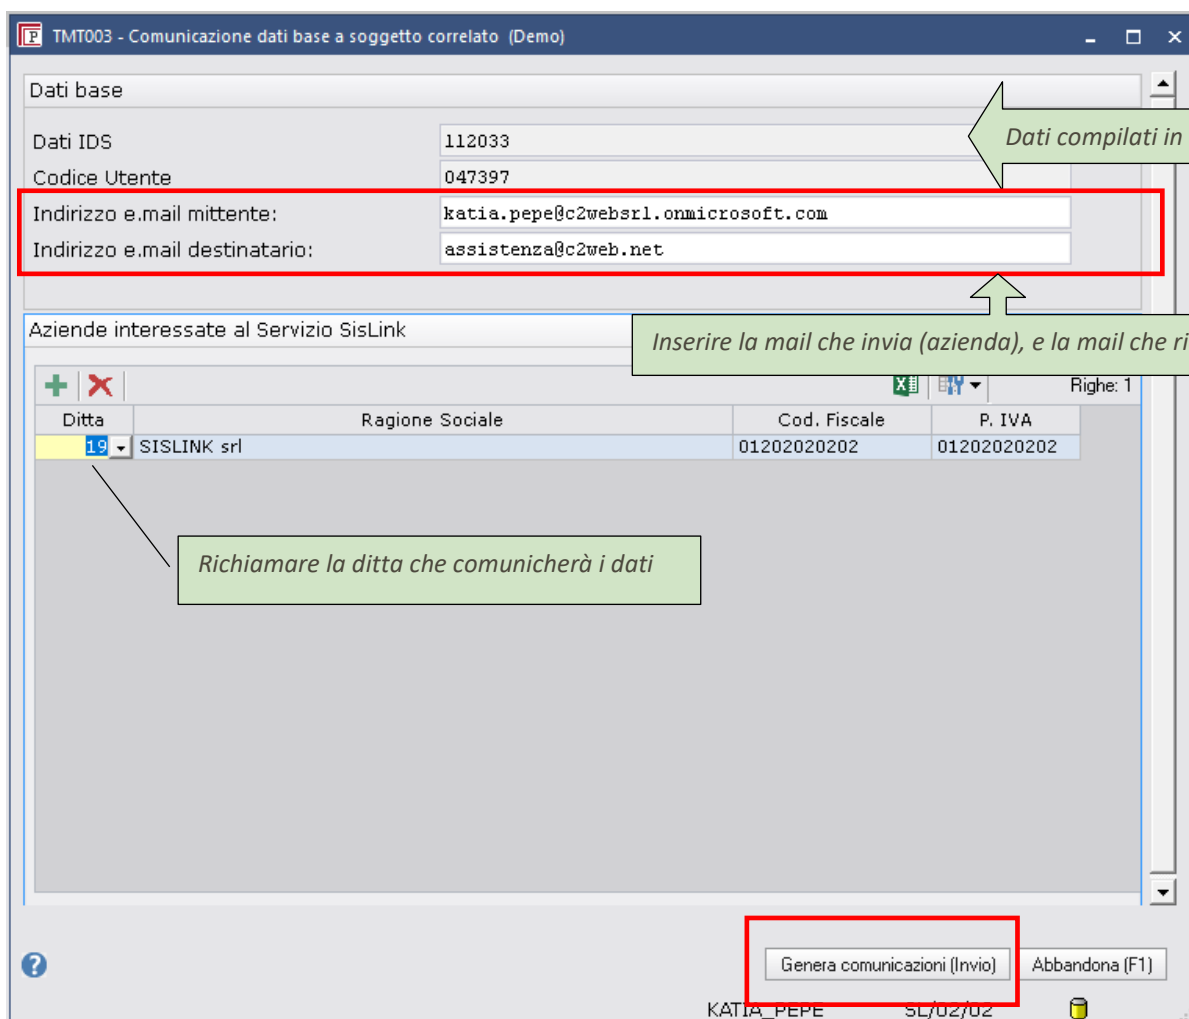 TMT003 - Comunicazione dati base a soggetto correlato (Demo)
Dati base
Dati IDS 112033
Dati compilati in
Codice Utente 047397
Indirizzo e.mail mittente: katia.pepe@c2websrl.onmicrosoft.com
Indirizzo e.mail destinatario: assistenza@c2web.net
Aziende interessate al Servizio SisLink
Inserire la mail che invia (azienda), e la mail che ri
Righe: 1
Ditta Ragione Sociale Cod. Fiscale P. IVA
19 SISLINK srl 01202020202 01202020202
Richiamare la ditta che comunicherà i dati
Genera comunicazioni (Invio) Abbandona (F1)
KATIA_PEPE SL/02/02